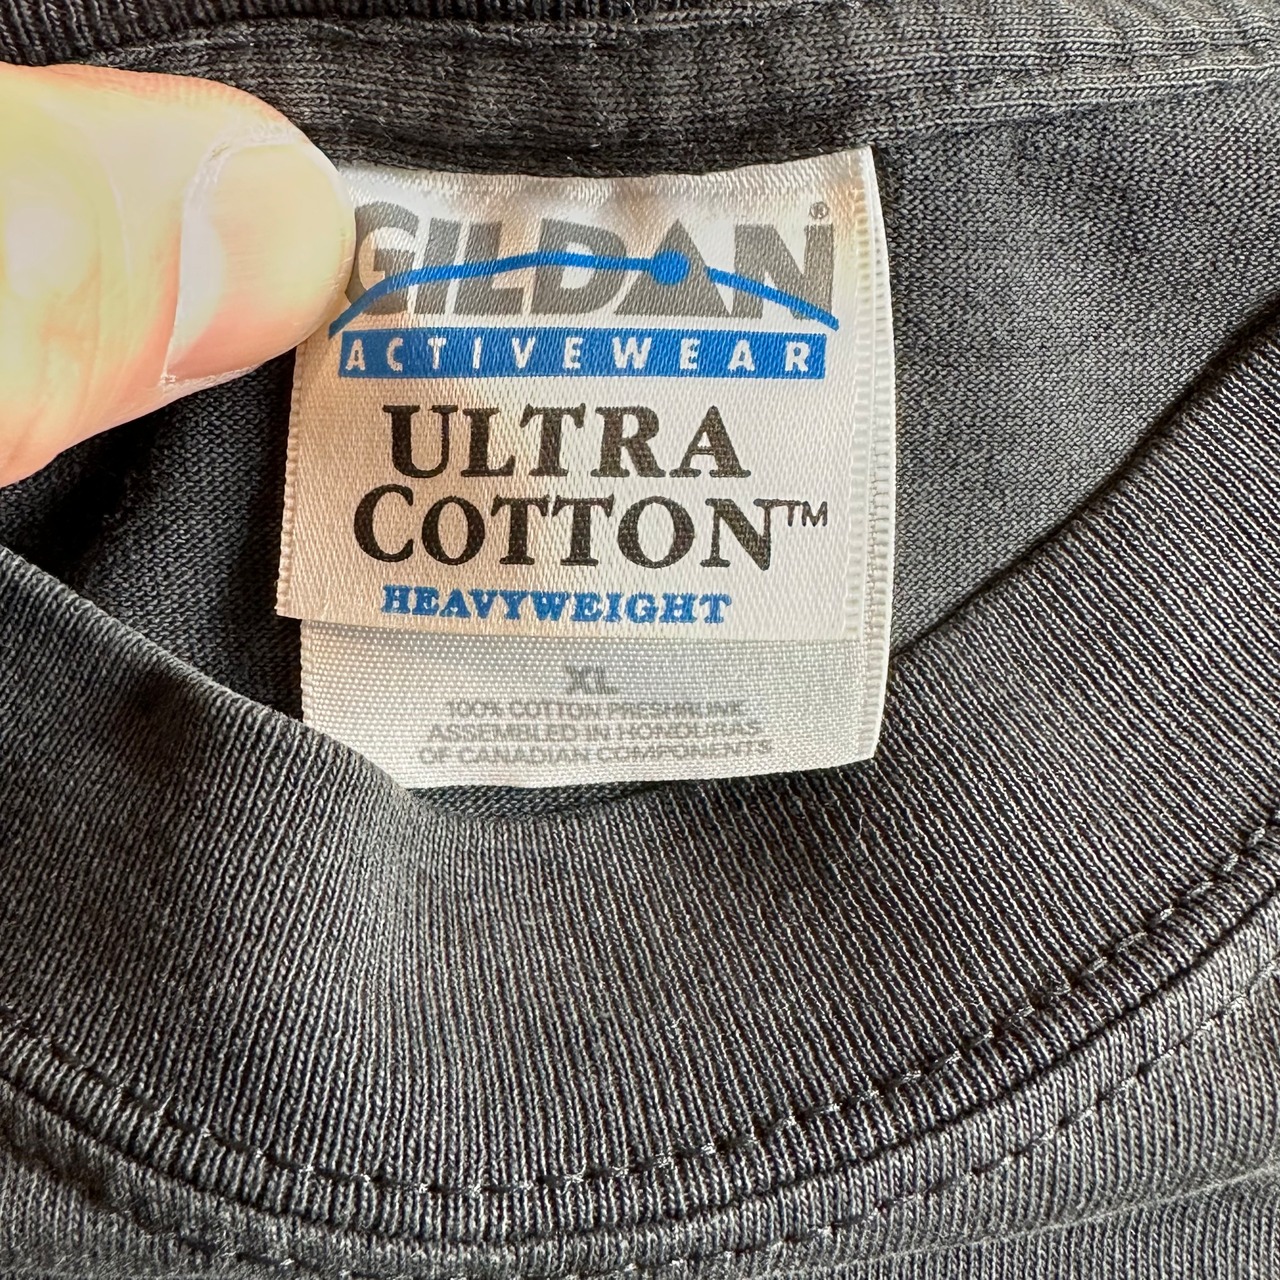 GILDAN®
ACTIVEWEAR
ULTRA
COTTON™
HEAVYWEIGHT
XL
100% COTTON PRESHRUNK
ASSEMBLED IN HONDURAS
OF CANADIAN COMPONENTS